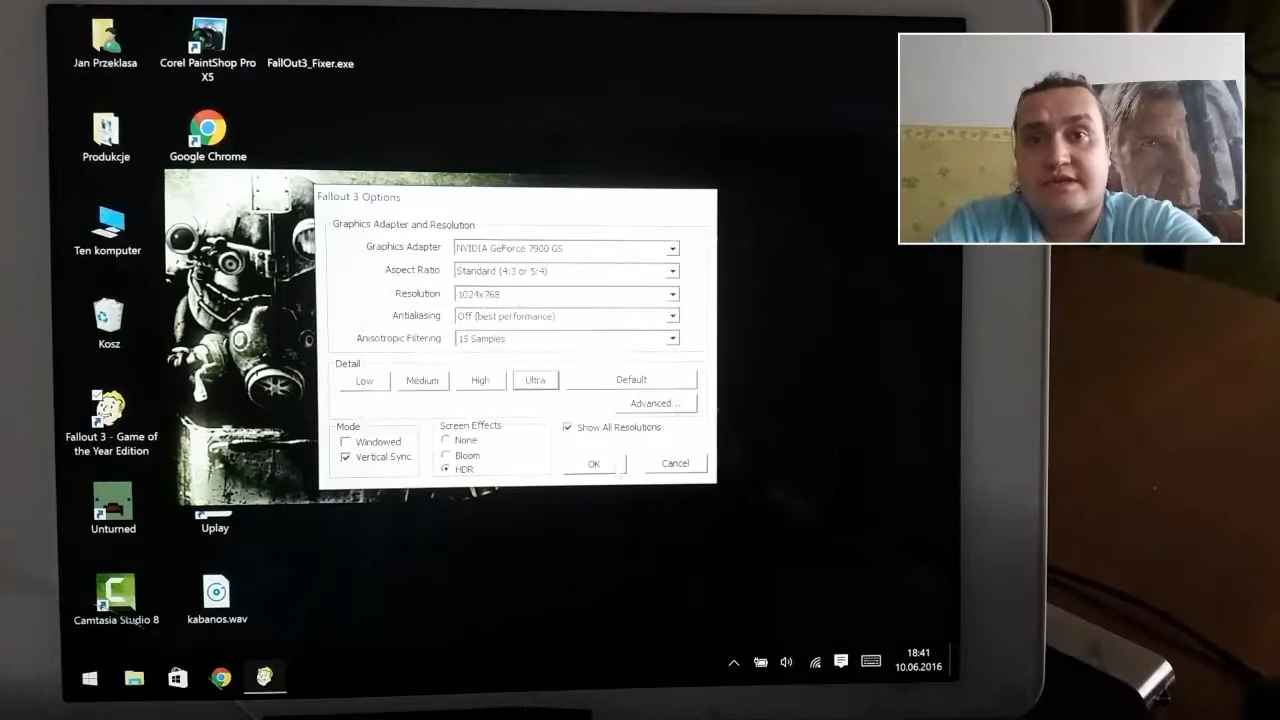 Jan Przeklasa
Corel PaintShop Pro
X5
FallOut3_Fixer.exe
Produkcje
Google Chrome
Ten komputer
Kosz
Fallout 3 - Game of
the Year Edition
Unturned
Uplay
Camtasia Studio 8
kabanos.wav
Fallout 3 Options
Graphics Adapter and Resolution
Graphics Adapter
NVIDIA GeForce 7900 GS
Aspect Ratio
Standard (4:3 or 5:4)
Resolution
1024x768
Antialiasing
Off (best performance)
Anisotropic Filtering
15 Samples
Detail
Low
Medium
High
Ultra
Default
Advanced...
Mode
Windowed
Vertical Sync
Screen Effects
None
Bloom
HDR
Show All Resolutions
OK
Cancel
18:41
10.06.2016